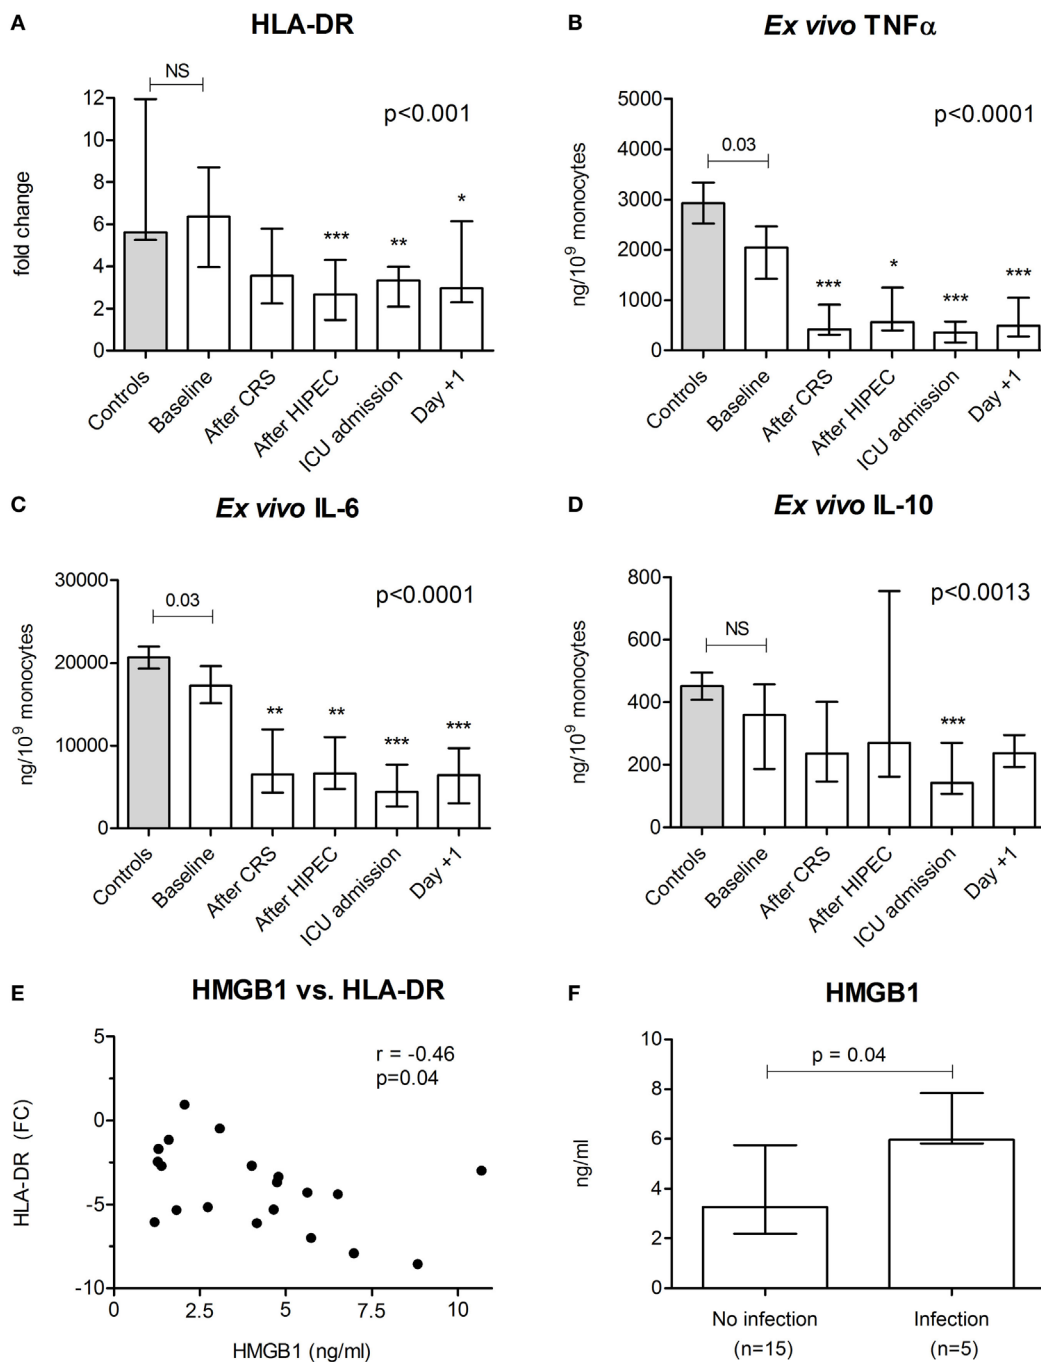 A
HLA-DR
NS
p<0.001
fold change
12
10
8
6
4
2
0
***
**
*
Controls
Baseline
After CRS
After HIPEC
ICU admission
Day +1
B
Ex vivo TNFα
p<0.0001
0.03
ng/10⁹ monocytes
5000
4000
3000
2000
1000
0
***
*
***
***
Controls
Baseline
After CRS
After HIPEC
ICU admission
Day +1
C
Ex vivo IL-6
p<0.0001
0.03
ng/10⁹ monocytes
30000
20000
10000
0
**
**
***
***
Controls
Baseline
After CRS
After HIPEC
ICU admission
Day +1
D
Ex vivo IL-10
p<0.0013
NS
ng/10⁹ monocytes
800
600
400
200
0
***
Controls
Baseline
After CRS
After HIPEC
ICU admission
Day +1
E
HMGB1 vs. HLA-DR
r = -0.46
p=0.04
HLA-DR (FC)
5
0
-5
-10
0
2.5
5
7.5
10
HMGB1 (ng/ml)
F
HMGB1
p = 0.04
ng/ml
10
8
6
4
2
0
No infection
(n=15)
Infection
(n=5)